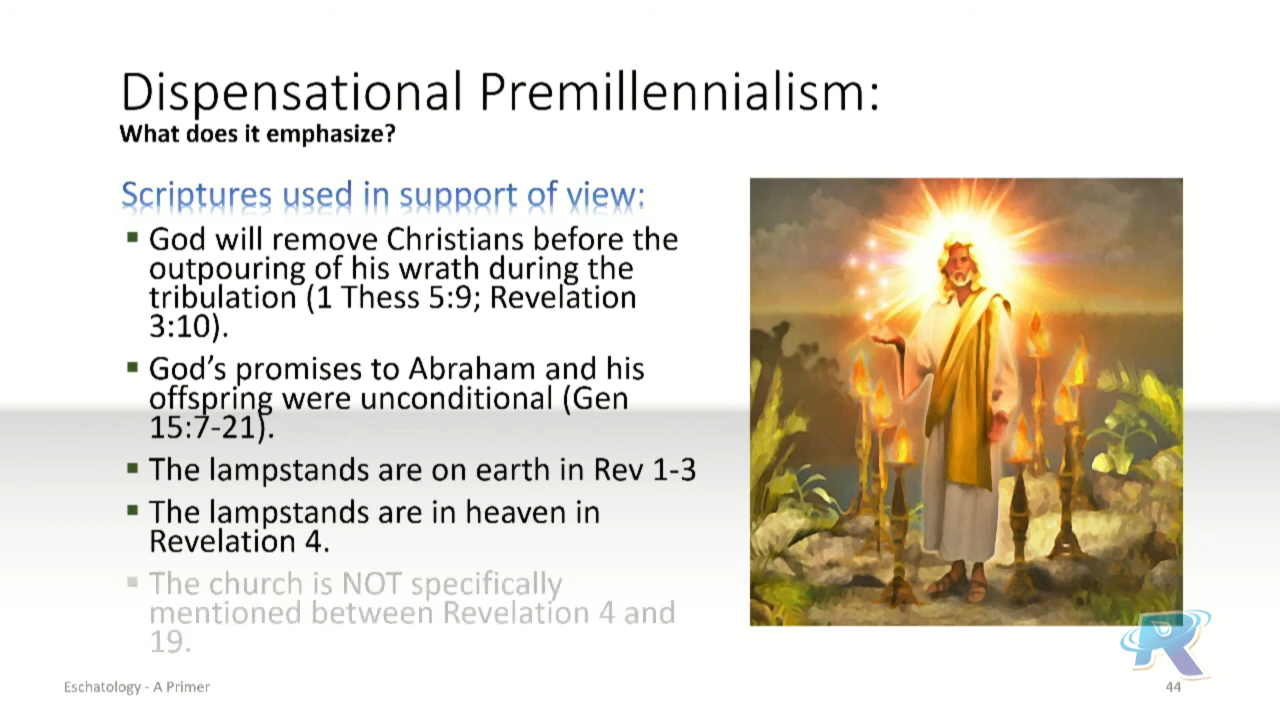 Dispensational Premillennialism:
What does it emphasize?
Scriptures used in support of view:
▪ God will remove Christians before the
outpouring of his wrath during the
tribulation (1 Thess 5:9; Revelation
3:10).
▪ God’s promises to Abraham and his
offspring were unconditional (Gen
15:7-21).
▪ The lampstands are on earth in Rev 1-3
▪ The lampstands are in heaven in
Revelation 4.
▪ The church is NOT specifically
mentioned between Revelation 4 and
19.
R
Eschatology - A Primer
44